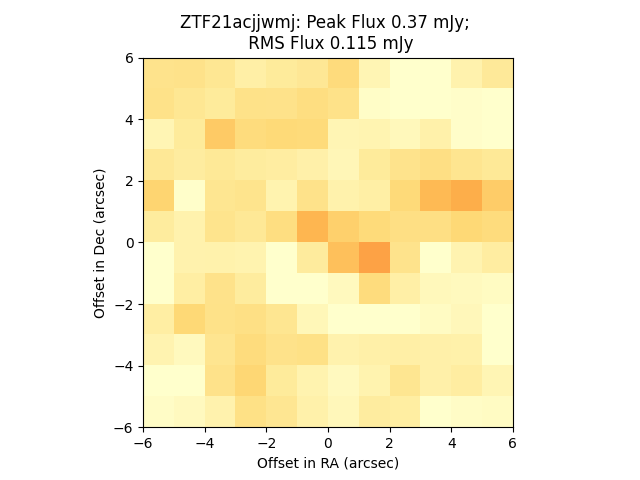 ZTF21acjjwmj: Peak Flux 0.37 mJy;
RMS Flux 0.115 mJy
6
4
2
0
−2
−4
−6
Offset in Dec (arcsec)
−6 −4 −2 0 2 4 6
Offset in RA (arcsec)